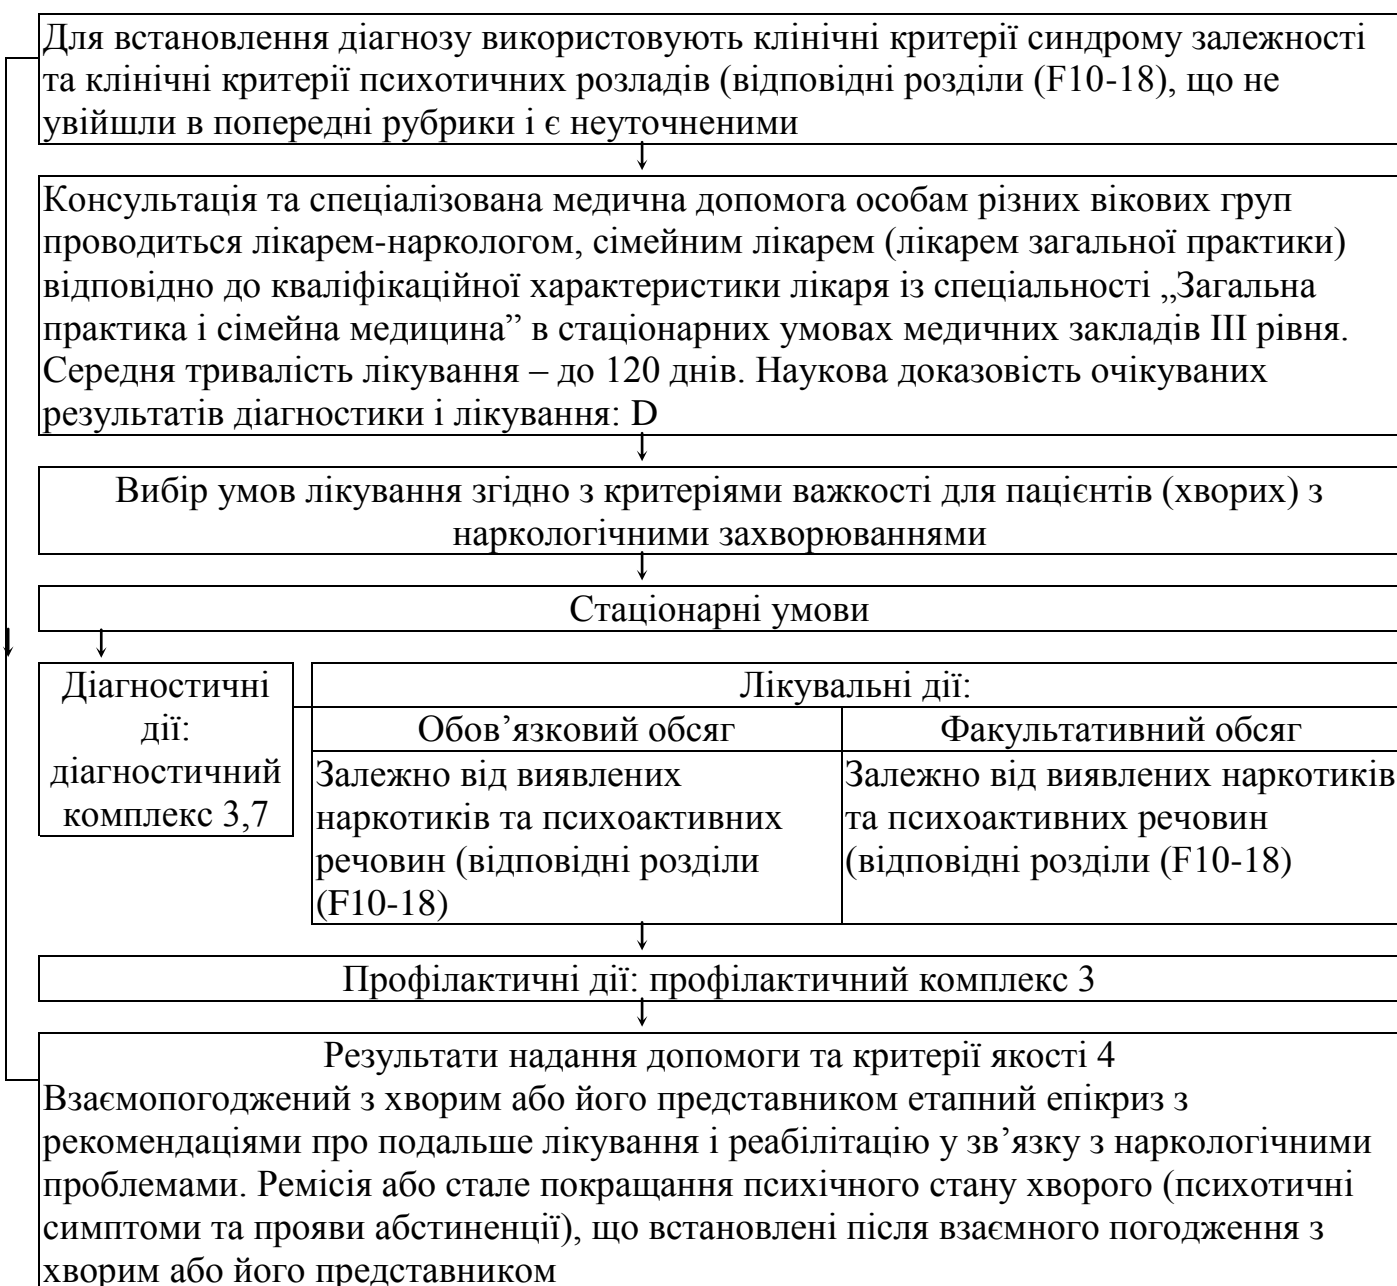 Для встановлення діагнозу використовують клінічні критерії синдрому залежності
та клінічні критерії психотичних розладів (відповідні розділи (F10-18), що не
увійшли в попередні рубрики і є неуточненими
Консультація та спеціалізована медична допомога особам різних вікових груп
проводиться лікарем-наркологом, сімейним лікарем (лікарем загальної практики)
відповідно до кваліфікаційної характеристики лікаря із спеціальності „Загальна
практика і сімейна медицина” в стаціонарних умовах медичних закладів III рівня.
Середня тривалість лікування – до 120 днів. Наукова доказовість очікуваних
результатів діагностики і лікування: D
Вибір умов лікування згідно з критеріями важкості для пацієнтів (хворих) з
наркологічними захворюваннями
Стаціонарні умови
Діагностичні
дії:
діагностичний
комплекс 3,7
Лікувальні дії:
Обов’язковий обсяг
Залежно від виявлених
наркотиків та психоактивних
речовин (відповідні розділи
(F10-18)
Факультативний обсяг
Залежно від виявлених наркотиків
та психоактивних речовин
(відповідні розділи (F10-18)
Профілактичні дії: профілактичний комплекс 3
Результати надання допомоги та критерії якості 4
Взаємопогоджений з хворим або його представником етапний епікриз з
рекомендаціями про подальше лікування і реабілітацію у зв’язку з наркологічними
проблемами. Ремісія або стале покращання психічного стану хворого (психотичні
симптоми та прояви абстиненції), що встановлені після взаємного погодження з
хворим або його представником